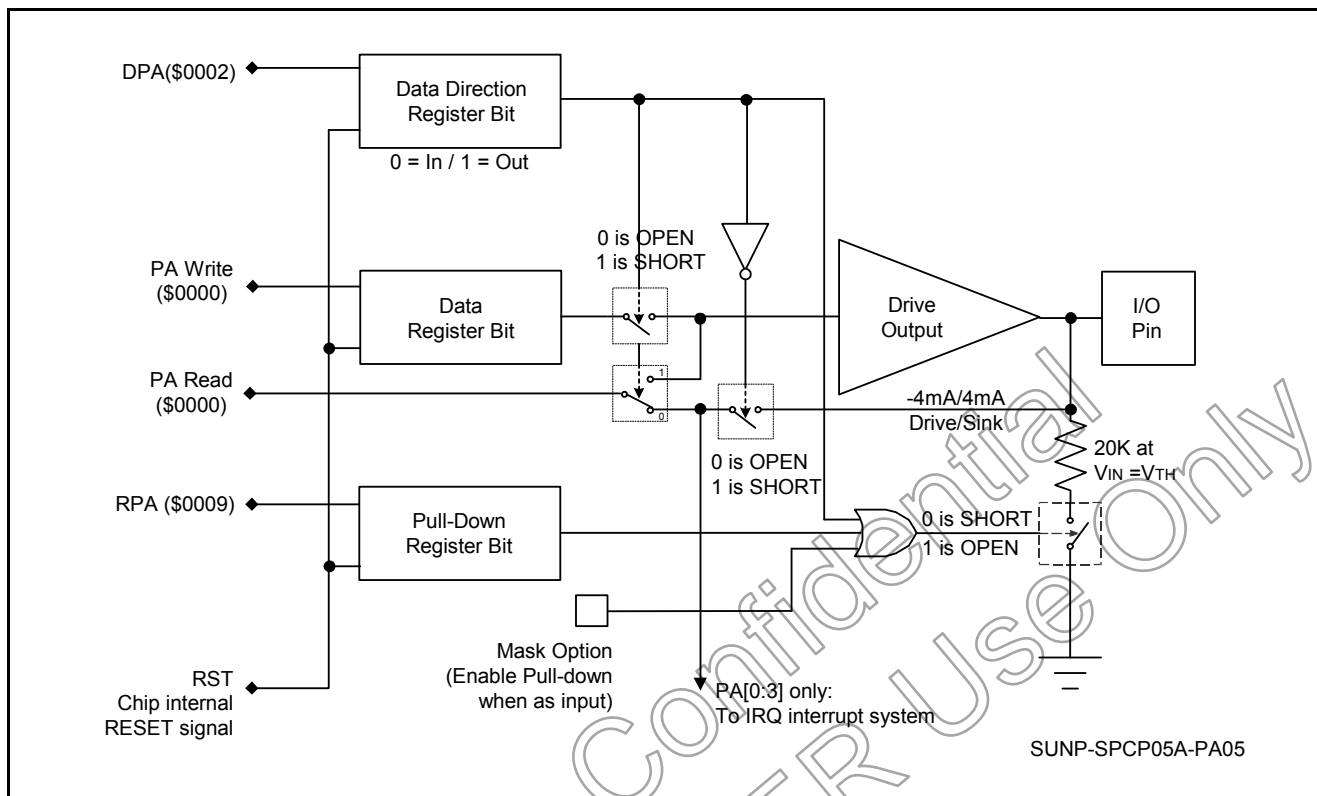 DPA($0002)
Data Direction
Register Bit
0 = In / 1 = Out
0 is OPEN
1 is SHORT
PA Write
($0000)
Data
Register Bit
Drive
Output
I/O
Pin
PA Read
($0000)
1
0
-4mA/4mA
Drive/Sink
0 is OPEN
1 is SHORT
20K at
VIN =VTH
RPA ($0009)
Pull-Down
Register Bit
0 is SHORT
1 is OPEN
Mask Option
(Enable Pull-down
when as input)
RST
Chip internal
RESET signal
PA[0:3] only:
To IRQ interrupt system
SUNP-SPCP05A-PA05
Confidential
ER Use Only